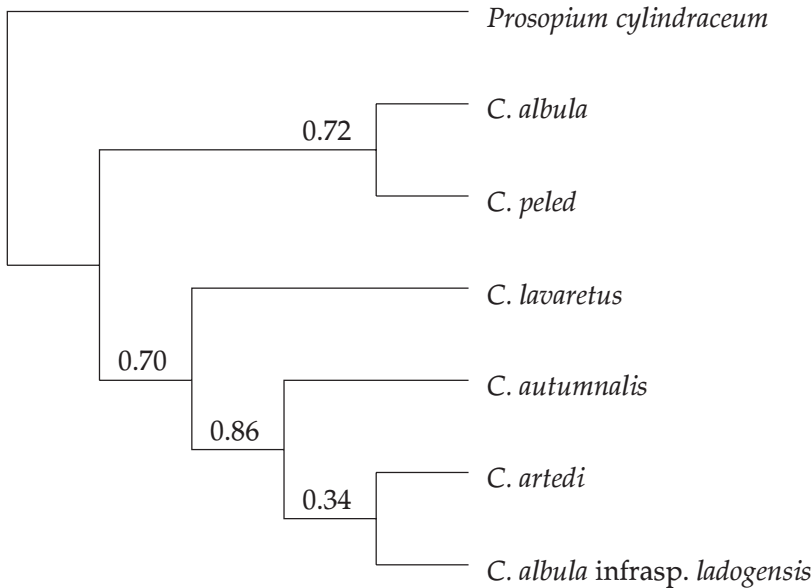 Prosopium cylindraceum
C. albula
0.72
C. peled
C. lavaretus
0.70
C. autumnalis
0.86
C. artedi
0.34
C. albula infrasp. ladogensis